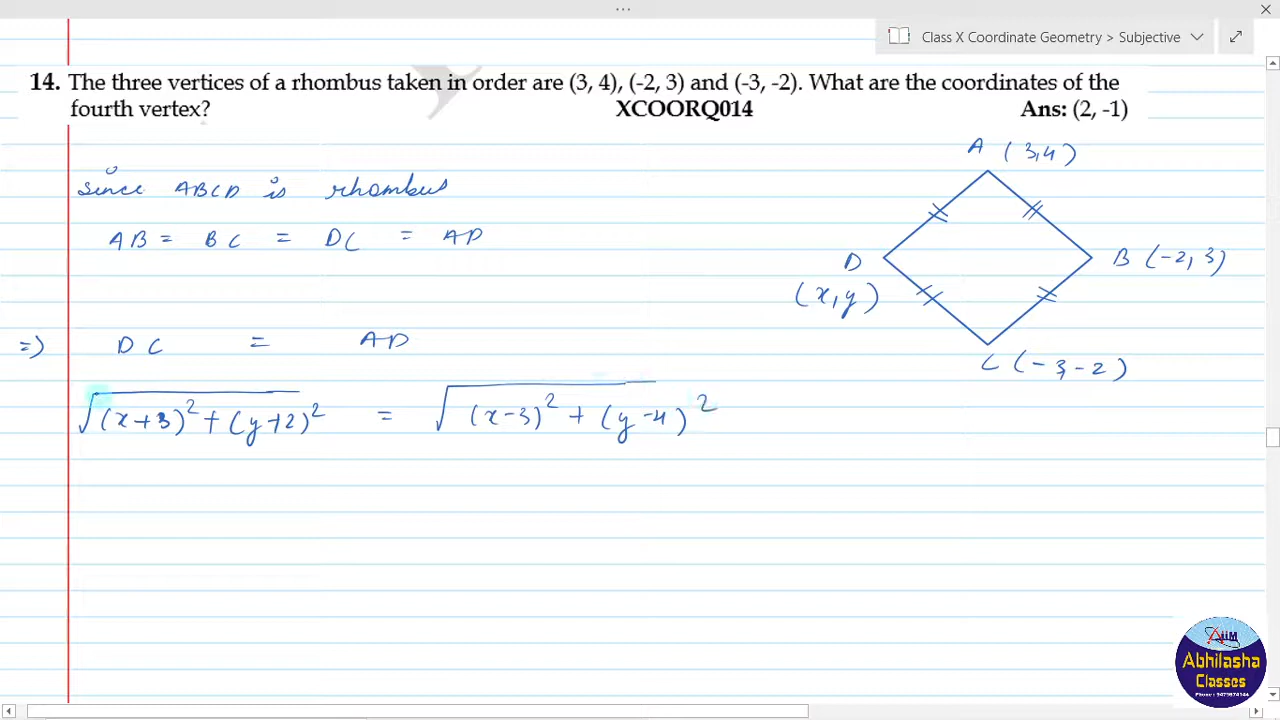 Class X Coordinate Geometry > Subjective
14. The three vertices of a rhombus taken in order are (3, 4), (-2, 3) and (-3, -2). What are the coordinates of the
fourth vertex? XCOORQ014 Ans: (2, -1)
A (3,4)
since ABCD is rhombus
AB = BC = DC = AD
D
B (-2, 3)
(x, y)
=) DC = AD
C (-3 -2)
√(x+3)² + (y+2)² = √(x-3)² + (y-4)²
AIM
Abhilasha
Classes
Phone : 9479874144